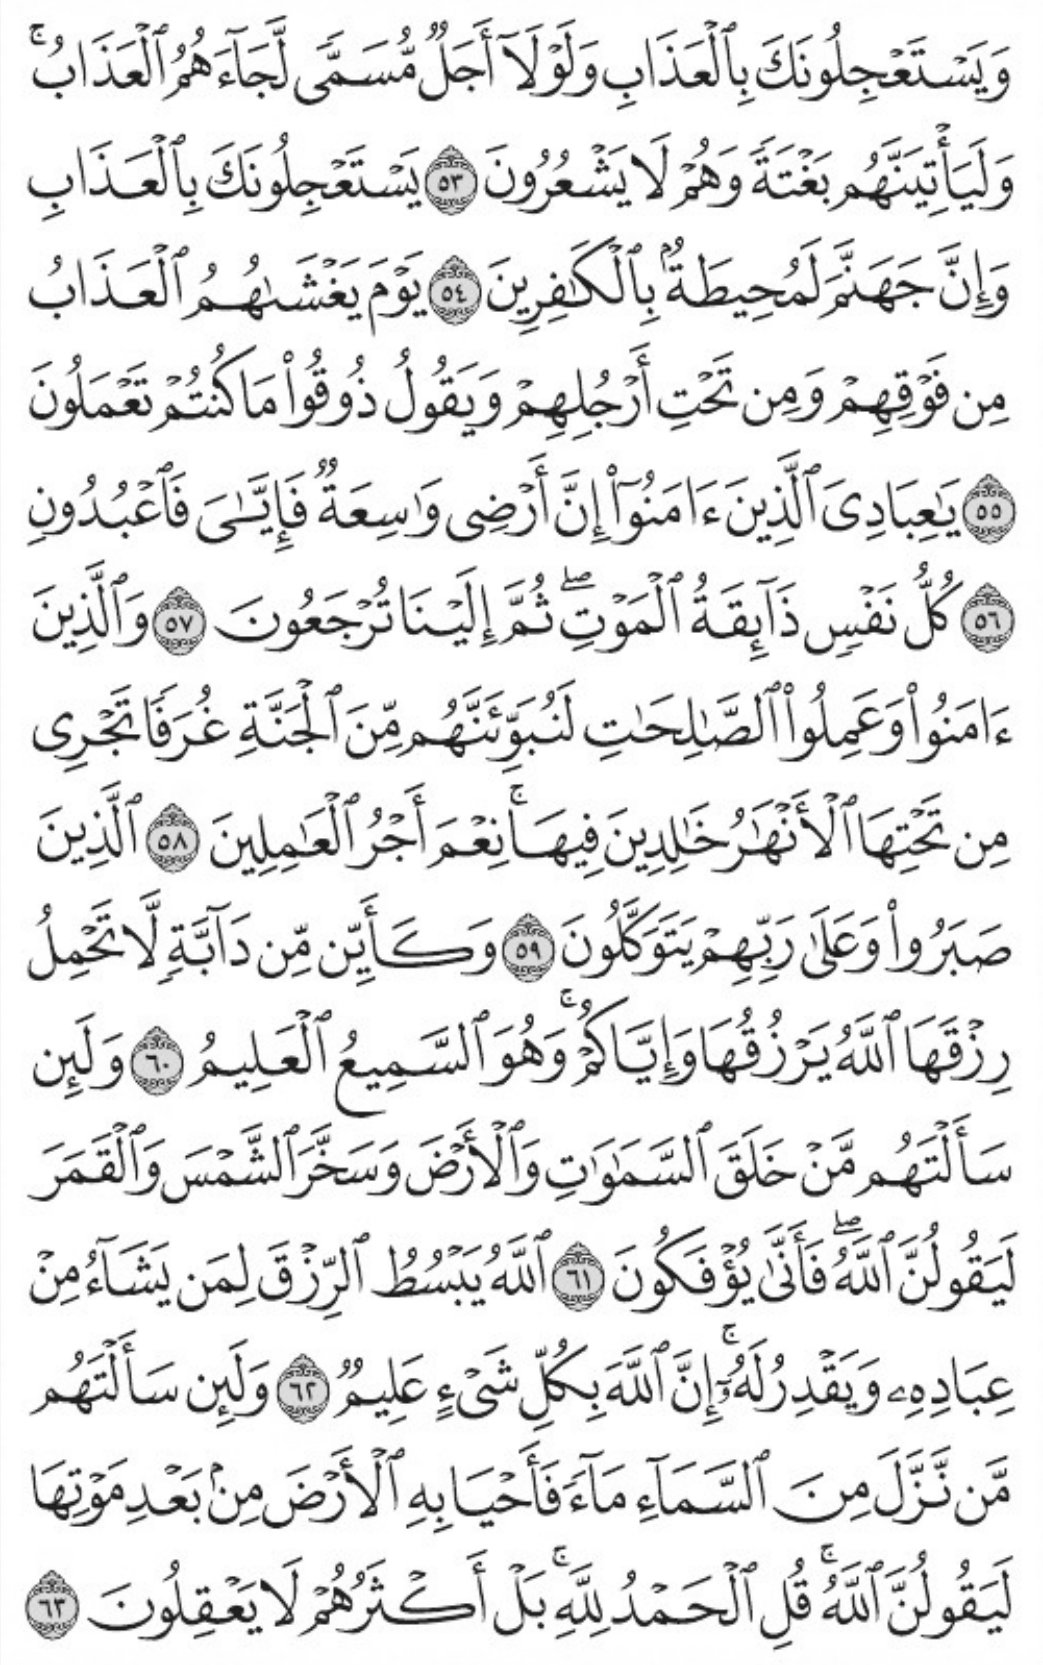 وَيَسْتَعْجِلُونَكَ بِٱلْعَذَابِ وَلَوْلَآ أَجَلٌ مُّسَمًّى لَّجَآءَهُمُ ٱلْعَذَابُ ۚ
وَلَيَأْتِيَنَّهُم بَغْتَةً وَهُمْ لَا يَشْعُرُونَ ٥٣ يَسْتَعْجِلُونَكَ بِٱلْعَذَابِ
وَإِنَّ جَهَنَّمَ لَمُحِيطَةٌۢ بِٱلْكَٰفِرِينَ ٥٤ يَوْمَ يَغْشَىٰهُمُ ٱلْعَذَابُ
مِن فَوْقِهِمْ وَمِن تَحْتِ أَرْجُلِهِمْ وَيَقُولُ ذُوقُوا۟ مَا كُنتُمْ تَعْمَلُونَ
٥٥ يَٰعِبَادِىَ ٱلَّذِينَ ءَامَنُوٓا۟ إِنَّ أَرْضِى وَٰسِعَةٌ فَإِيَّٰىَ فَٱعْبُدُونِ
٥٦ كُلُّ نَفْسٍ ذَآئِقَةُ ٱلْمَوْتِ ۖ ثُمَّ إِلَيْنَا تُرْجَعُونَ ٥٧ وَٱلَّذِينَ
ءَامَنُوا۟ وَعَمِلُوا۟ ٱلصَّٰلِحَٰتِ لَنُبَوِّئَنَّهُم مِّنَ ٱلْجَنَّةِ غُرَفًا تَجْرِى
مِن تَحْتِهَا ٱلْأَنْهَٰرُ خَٰلِدِينَ فِيهَا ۚ نِعْمَ أَجْرُ ٱلْعَٰمِلِينَ ٥٨ ٱلَّذِينَ
صَبَرُوا۟ وَعَلَىٰ رَبِّهِمْ يَتَوَكَّلُونَ ٥٩ وَكَأَيِّن مِّن دَآبَّةٍ لَّا تَحْمِلُ
رِزْقَهَا ٱللَّهُ يَرْزُقُهَا وَإِيَّاكُمْ ۚ وَهُوَ ٱلسَّمِيعُ ٱلْعَلِيمُ ٦٠ وَلَئِن
سَأَلْتَهُم مَّنْ خَلَقَ ٱلسَّمَٰوَٰتِ وَٱلْأَرْضَ وَسَخَّرَ ٱلشَّمْسَ وَٱلْقَمَرَ
لَيَقُولُنَّ ٱللَّهُ ۖ فَأَنَّىٰ يُؤْفَكُونَ ٦١ ٱللَّهُ يَبْسُطُ ٱلرِّزْقَ لِمَن يَشَآءُ مِنْ
عِبَادِهِۦ وَيَقْدِرُ لَهُۥٓ ۚ إِنَّ ٱللَّهَ بِكُلِّ شَىْءٍ عَلِيمٌ ٦٢ وَلَئِن سَأَلْتَهُم
مَّن نَّزَّلَ مِنَ ٱلسَّمَآءِ مَآءً فَأَحْيَا بِهِ ٱلْأَرْضَ مِنۢ بَعْدِ مَوْتِهَا
لَيَقُولُنَّ ٱللَّهُ ۚ قُلِ ٱلْحَمْدُ لِلَّهِ ۚ بَلْ أَكْثَرُهُمْ لَا يَعْقِلُونَ ٦٣